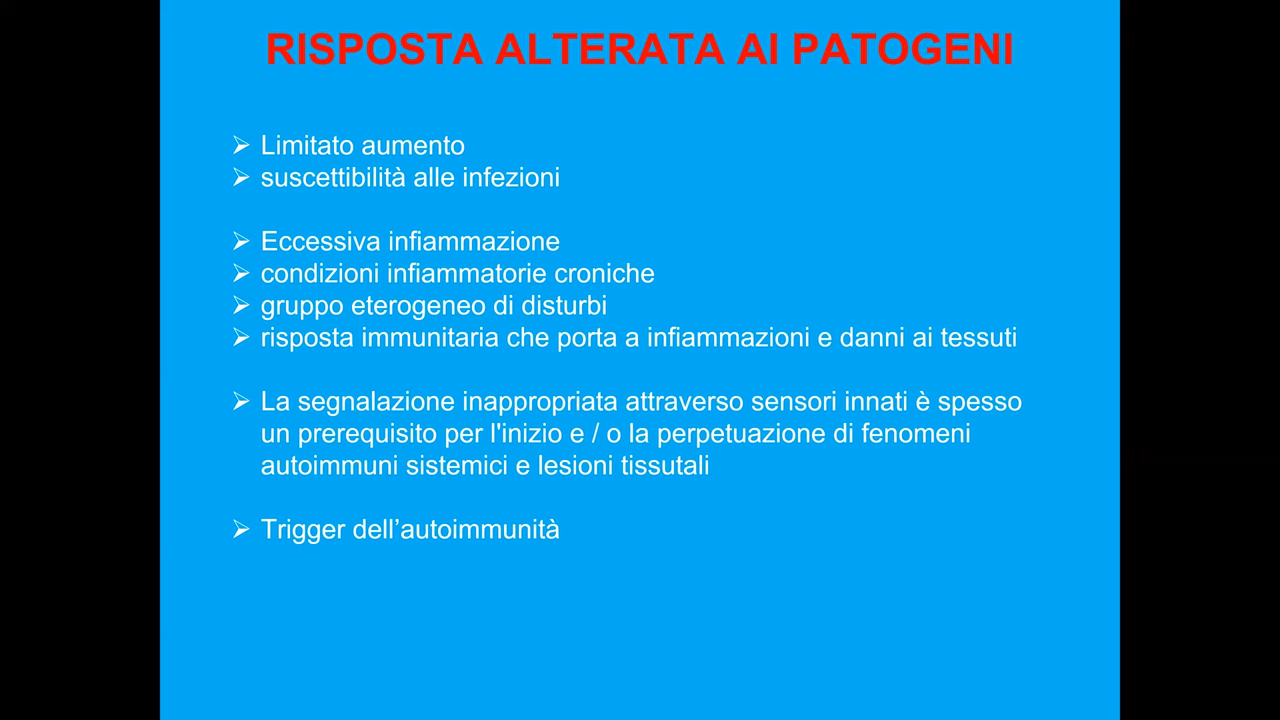 RISPOSTA ALTERATA AI PATOGENI
➢ Limitato aumento
➢ suscettibilità alle infezioni
➢ Eccessiva infiammazione
➢ condizioni infiammatorie croniche
➢ gruppo eterogeneo di disturbi
➢ risposta immunitaria che porta a infiammazioni e danni ai tessuti
➢ La segnalazione inappropriata attraverso sensori innati è spesso
un prerequisito per l'inizio e / o la perpetuazione di fenomeni
autoimmuni sistemici e lesioni tissutali
➢ Trigger dell’autoimmunità